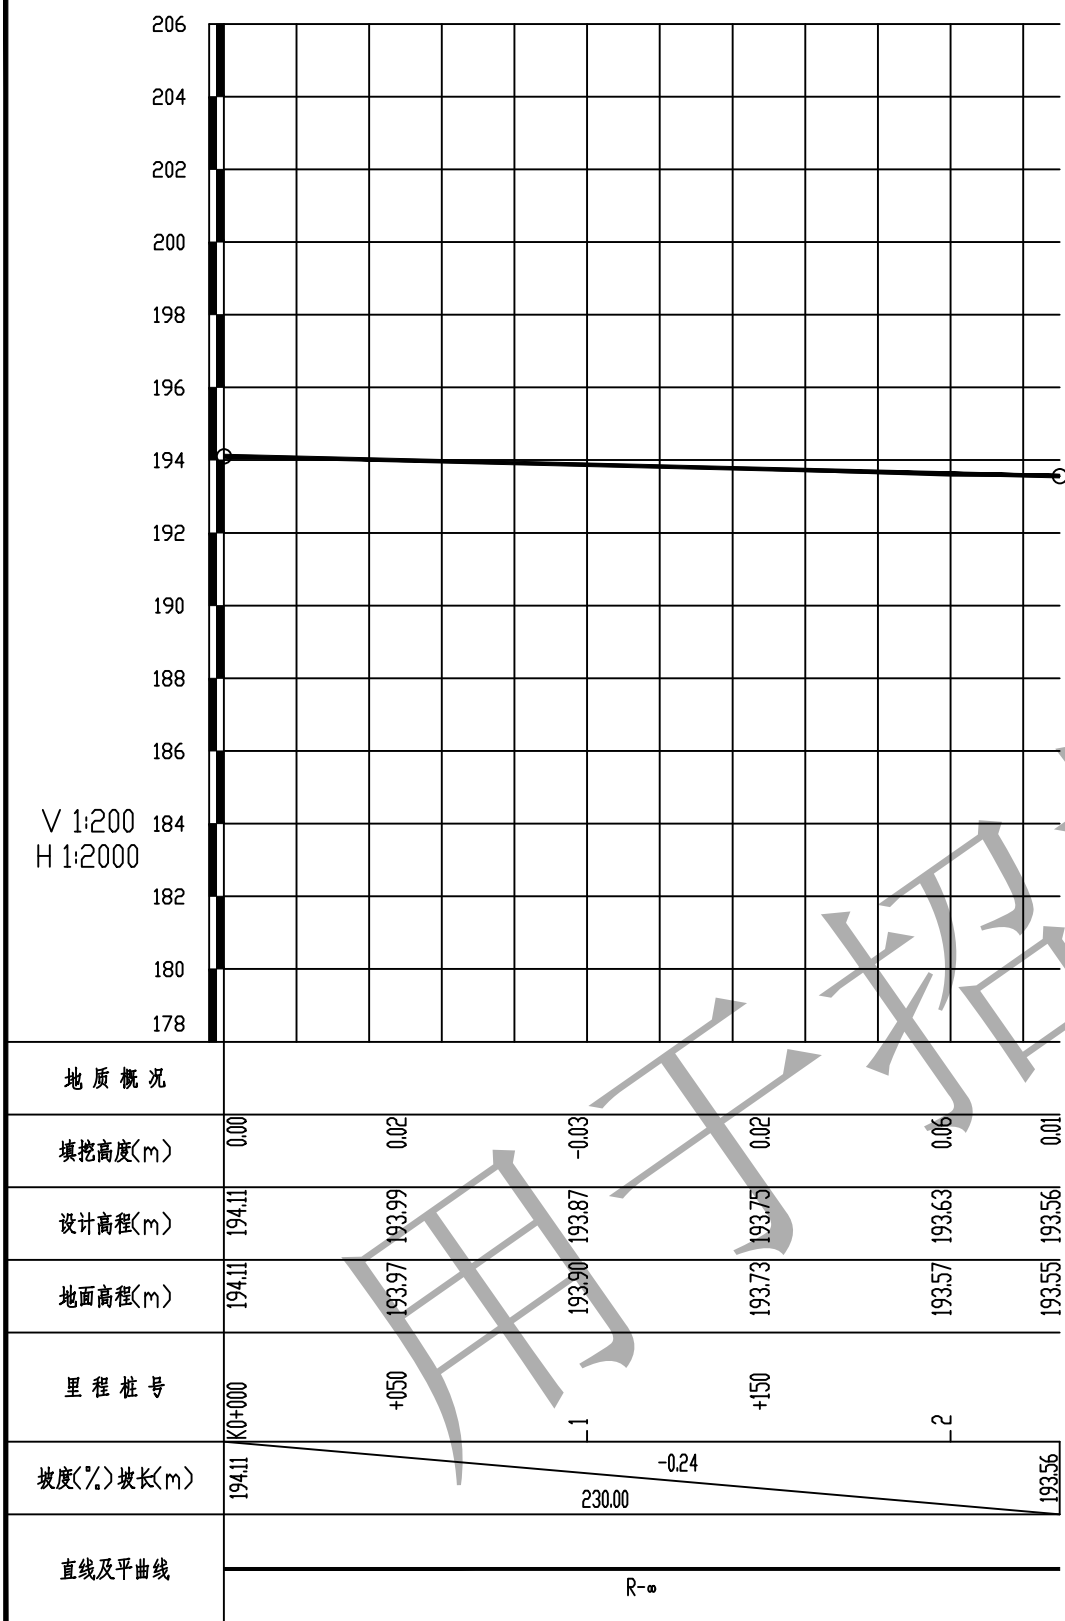 206
204
202
200
198
196
194
192
190
188
186
V 1:200 184
H 1:2000
182
180
178
地质概况
填挖高度(m) 0.00 0.02 -0.03 0.02 0.06 0.01
设计高程(m) 194.11 193.99 193.87 193.75 193.63 193.56
地面高程(m) 194.11 193.97 193.90 193.73 193.57 193.55
里程桩号 K0+000 +050 1 +150 2
坡度(%)坡长(m) 194.11 -0.24 230.00 193.56
直线及平曲线 R-∞
用于招